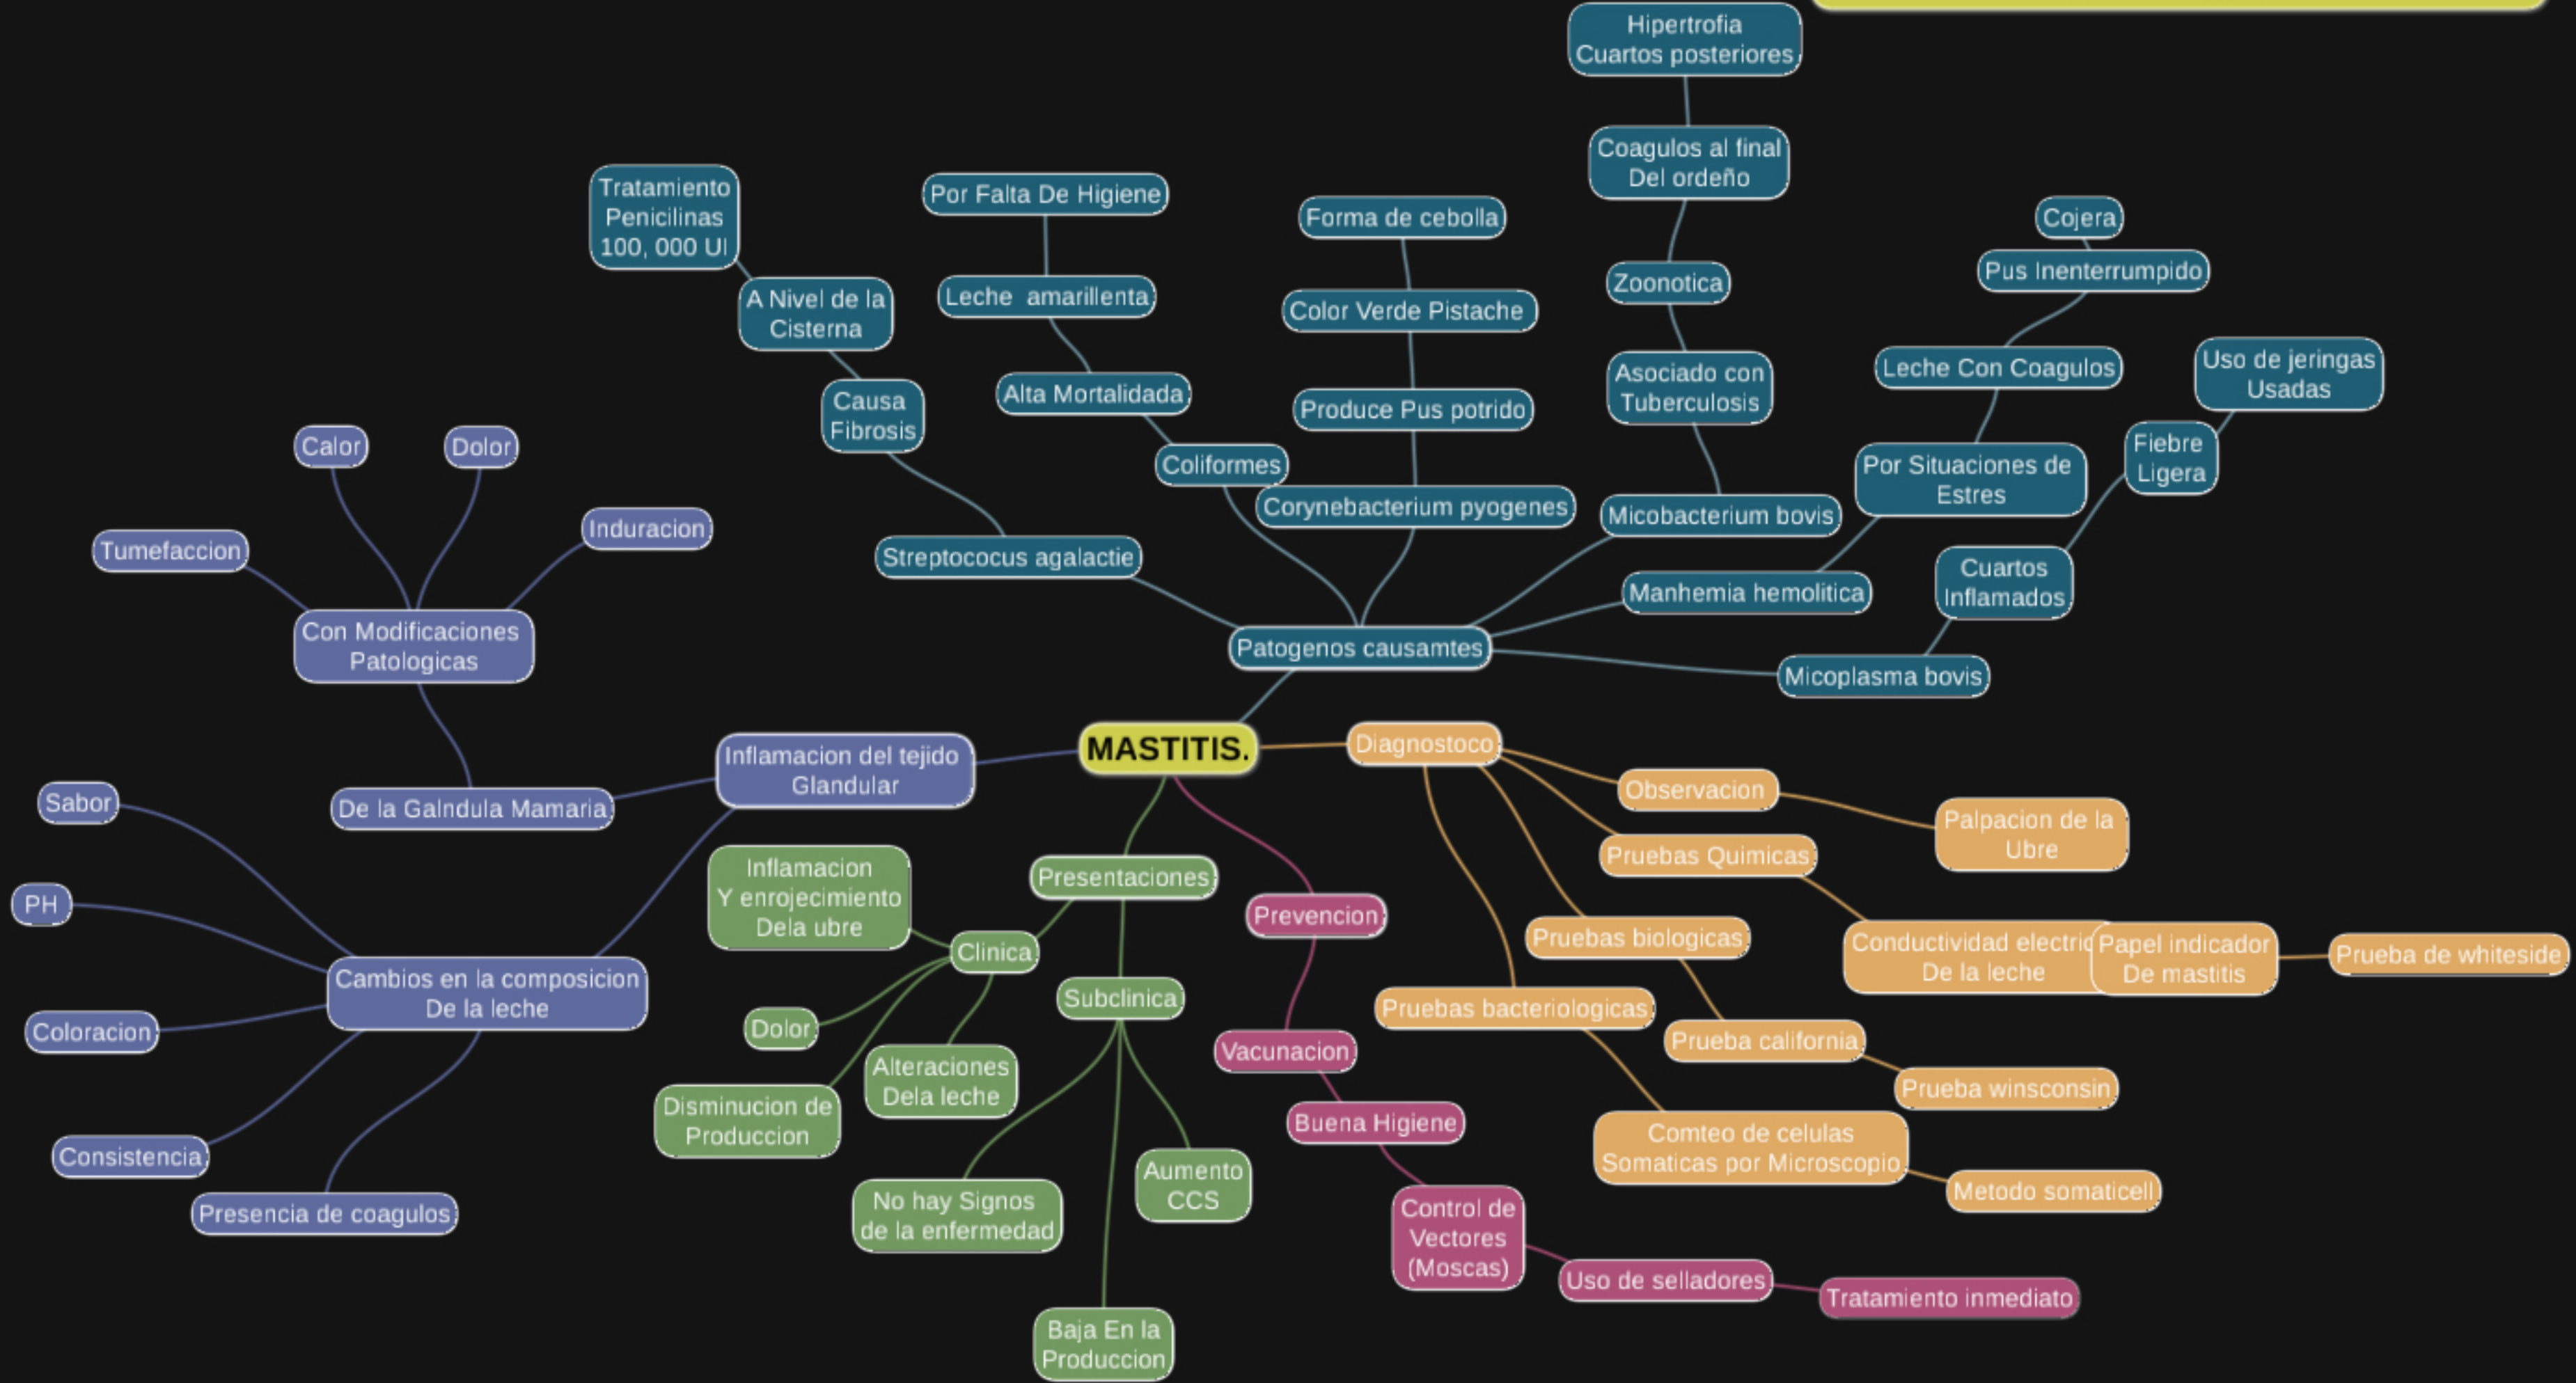 Hipertrofia
Cuartos posteriores
Coagulos al final
Del ordeño
Zoonotica
Asociado con
Tuberculosis
Micobacterium bovis
Tratamiento
Penicilinas
100, 000 UI
A Nivel de la
Cisterna
Causa
Fibrosis
Streptococus agalactie
Por Falta De Higiene
Leche  amarillenta
Alta Mortalidada
Coliformes
Forma de cebolla
Color Verde Pistache
Produce Pus potrido
Corynebacterium pyogenes
Cojera
Pus Inenterrumpido
Leche Con Coagulos
Por Situaciones de
Estres
Manhemia hemolitica
Uso de jeringas
Usadas
Fiebre
Ligera
Cuartos
Inflamados
Micoplasma bovis
Patogenos causamtes
Calor
Dolor
Tumefaccion
Induracion
Con Modificaciones
Patologicas
De la Galndula Mamaria
Inflamacion del tejido
Glandular
MASTITIS.
Sabor
PH
Coloracion
Consistencia
Presencia de coagulos
Cambios en la composicion
De la leche
Presentaciones
Clinica
Inflamacion
Y enrojecimiento
Dela ubre
Dolor
Disminucion de
Produccion
Alteraciones
Dela leche
Subclinica
No hay Signos
de la enfermedad
Baja En la
Produccion
Aumento
CCS
Prevencion
Vacunacion
Buena Higiene
Control de
Vectores
(Moscas)
Uso de selladores
Tratamiento inmediato
Diagnostoco
Observacion
Palpacion de la
Ubre
Pruebas Quimicas
Conductividad electric
De la leche
Papel indicador
De mastitis
Prueba de whiteside
Pruebas biologicas
Prueba california
Prueba winsconsin
Pruebas bacteriologicas
Comteo de celulas
Somaticas por Microscopio
Metodo somaticell